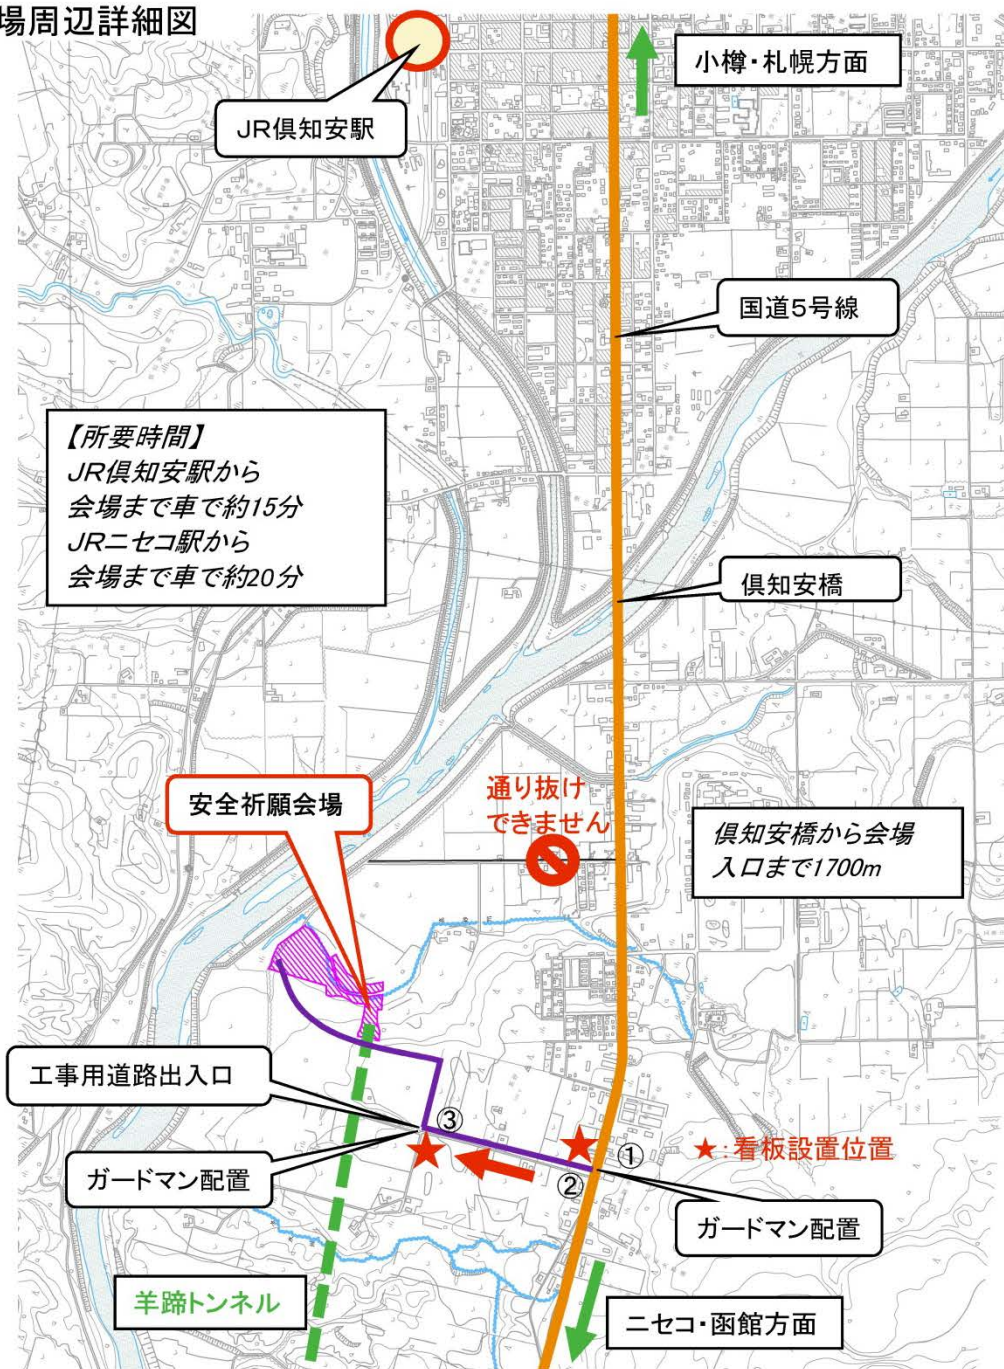 場周辺詳細図
小樽・札幌方面
JR倶知安駅
国道5号線
【所要時間】
JR倶知安駅から
会場まで車で約15分
JRニセコ駅から
会場まで車で約20分
倶知安橋
安全祈願会場
通り抜け
できません
倶知安橋から会場
入口まで1700m
工事用道路出入口
③
①
★:看板設置位置
ガードマン配置
②
ガードマン配置
羊蹄トンネル
ニセコ・函館方面